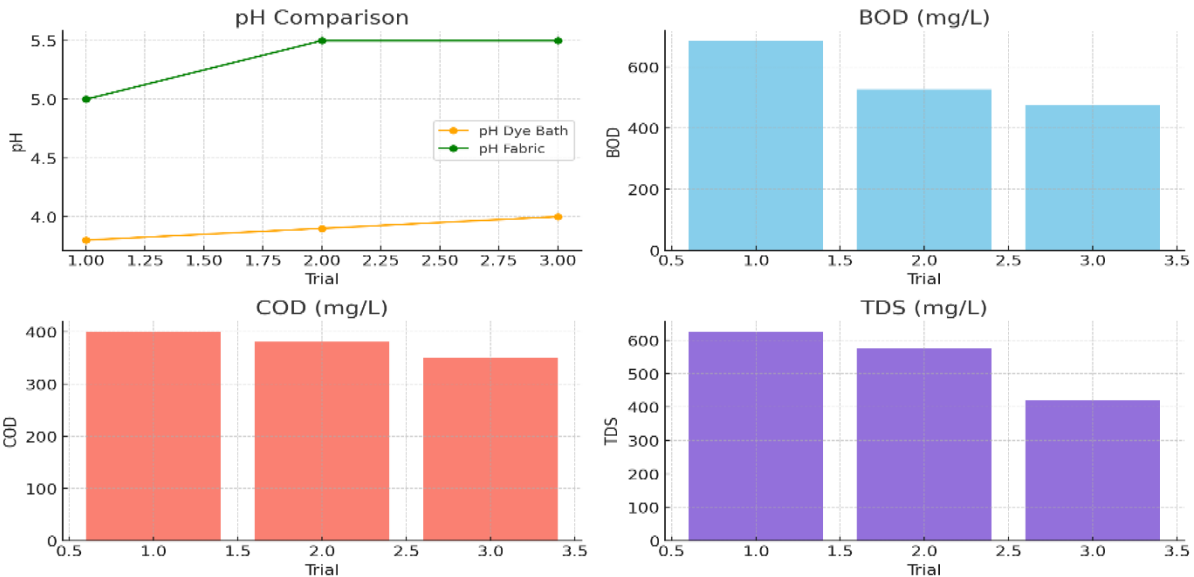 pH Comparison
5.5
5.0
4.5
4.0
pH
pH Dye Bath
pH Fabric
1.00 1.25 1.50 1.75 2.00 2.25 2.50 2.75 3.00
Trial
BOD (mg/L)
600
400
200
0
BOD
0.5 1.0 1.5 2.0 2.5 3.0 3.5
Trial
COD (mg/L)
400
300
200
100
0
COD
0.5 1.0 1.5 2.0 2.5 3.0 3.5
Trial
TDS (mg/L)
600
500
400
300
200
100
0
TDS
0.5 1.0 1.5 2.0 2.5 3.0 3.5
Trial